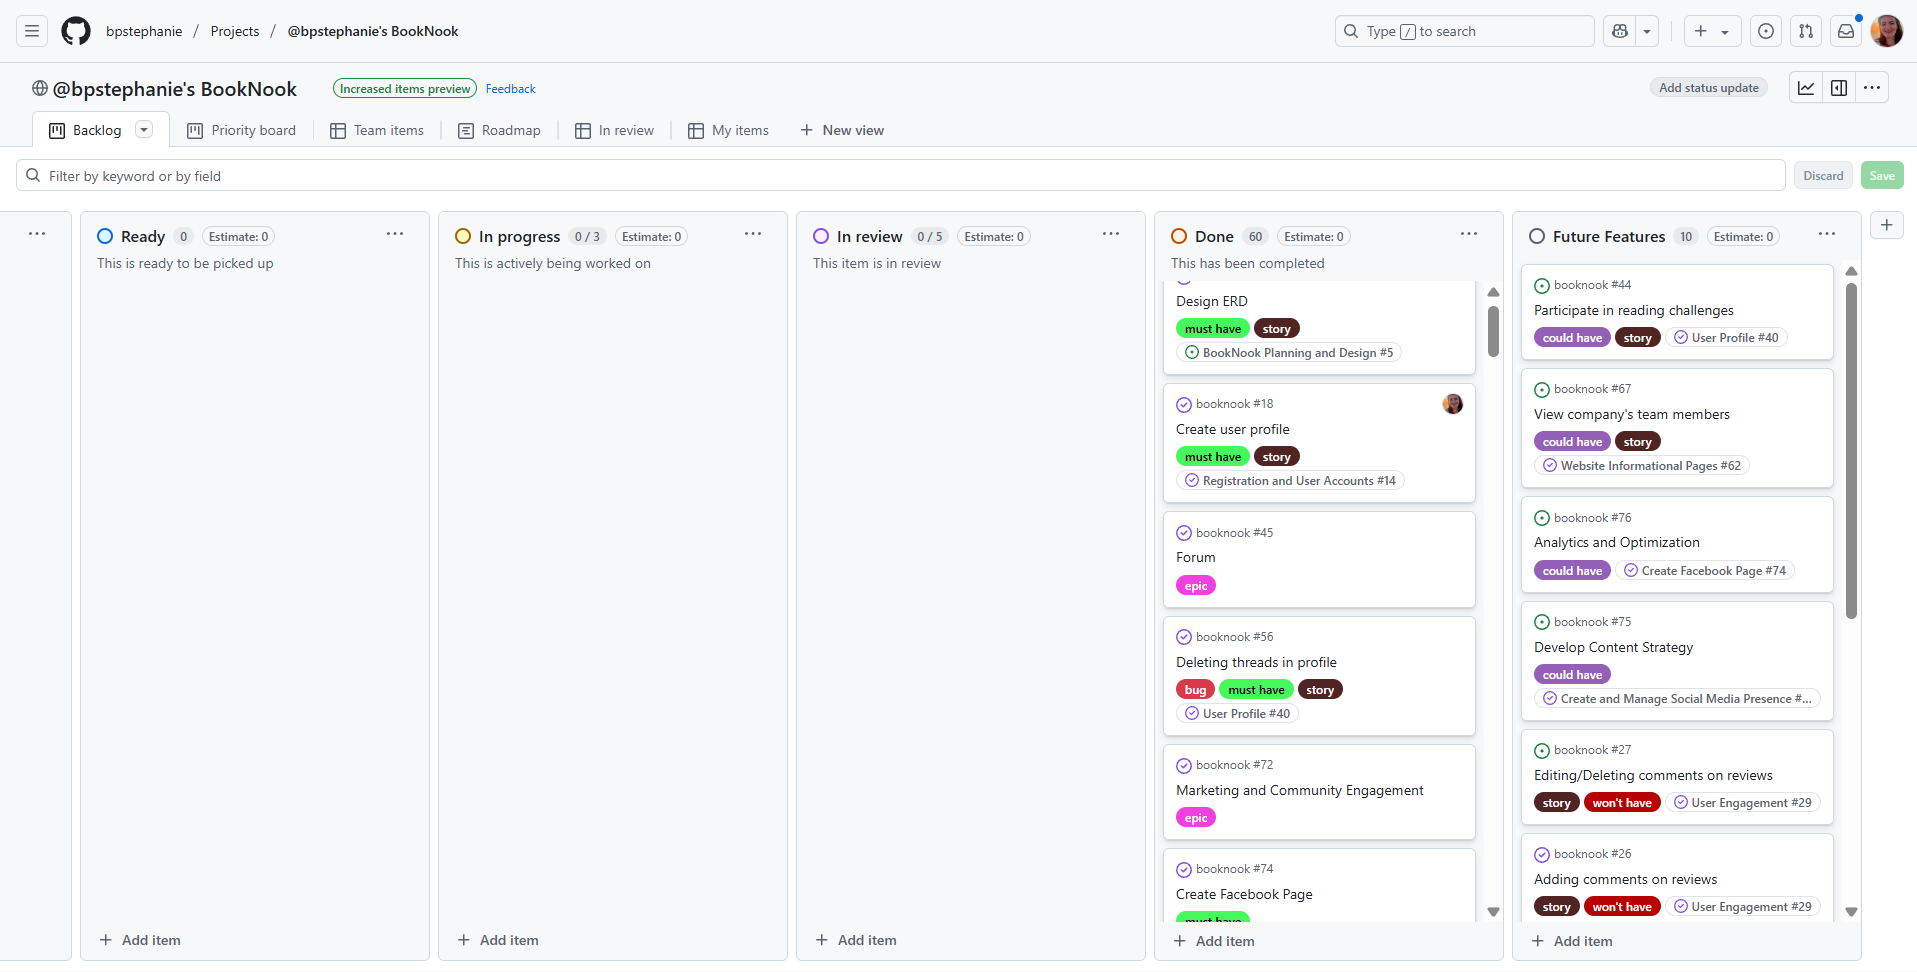 bpstephanie / Projects / @bpstephanie's BookNook
Type / to search
@bpstephanie's BookNook
Increased items preview
Feedback
Add status update
Backlog
Priority board
Team items
Roadmap
In review
My items
New view
Filter by keyword or by field
Discard
Save
Ready 0 Estimate: 0
This is ready to be picked up
Add item
In progress 0 / 3 Estimate: 0
This is actively being worked on
Add item
In review 0 / 5 Estimate: 0
This item is in review
Add item
Done 60 Estimate: 0
This has been completed
Design ERD
must have story
BookNook Planning and Design #5
booknook #18
Create user profile
must have story
Registration and User Accounts #14
booknook #45
Forum
epic
booknook #56
Deleting threads in profile
bug must have story
User Profile #40
booknook #72
Marketing and Community Engagement
epic
booknook #74
Create Facebook Page
must have
Add item
Future Features 10 Estimate: 0
booknook #44
Participate in reading challenges
could have story User Profile #40
booknook #67
View company's team members
could have story
Website Informational Pages #62
booknook #76
Analytics and Optimization
could have Create Facebook Page #74
booknook #75
Develop Content Strategy
could have
Create and Manage Social Media Presence #...
booknook #27
Editing/Deleting comments on reviews
story won't have User Engagement #29
booknook #26
Adding comments on reviews
story won't have User Engagement #29
Add item